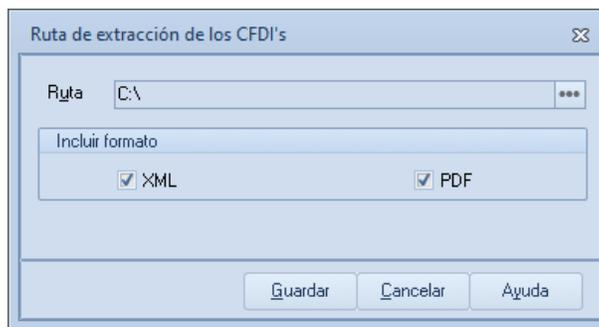 Ruta de extracción de los CFDI's
Ruta C:\
Incluir formato
XML PDF
Guardar Cancelar Ayuda